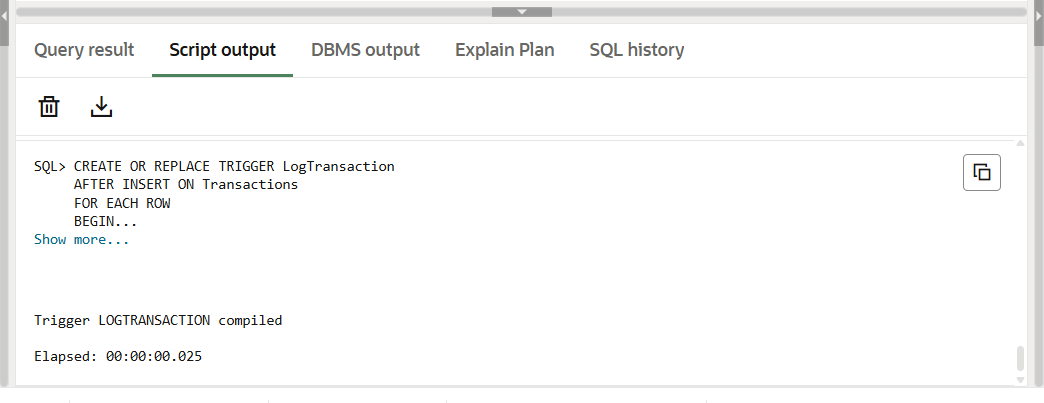 Query result Script output DBMS output Explain Plan SQL history
SQL> CREATE OR REPLACE TRIGGER LogTransaction
AFTER INSERT ON Transactions
FOR EACH ROW
BEGIN...
Show more...
Trigger LOGTRANSACTION compiled
Elapsed: 00:00:00.025